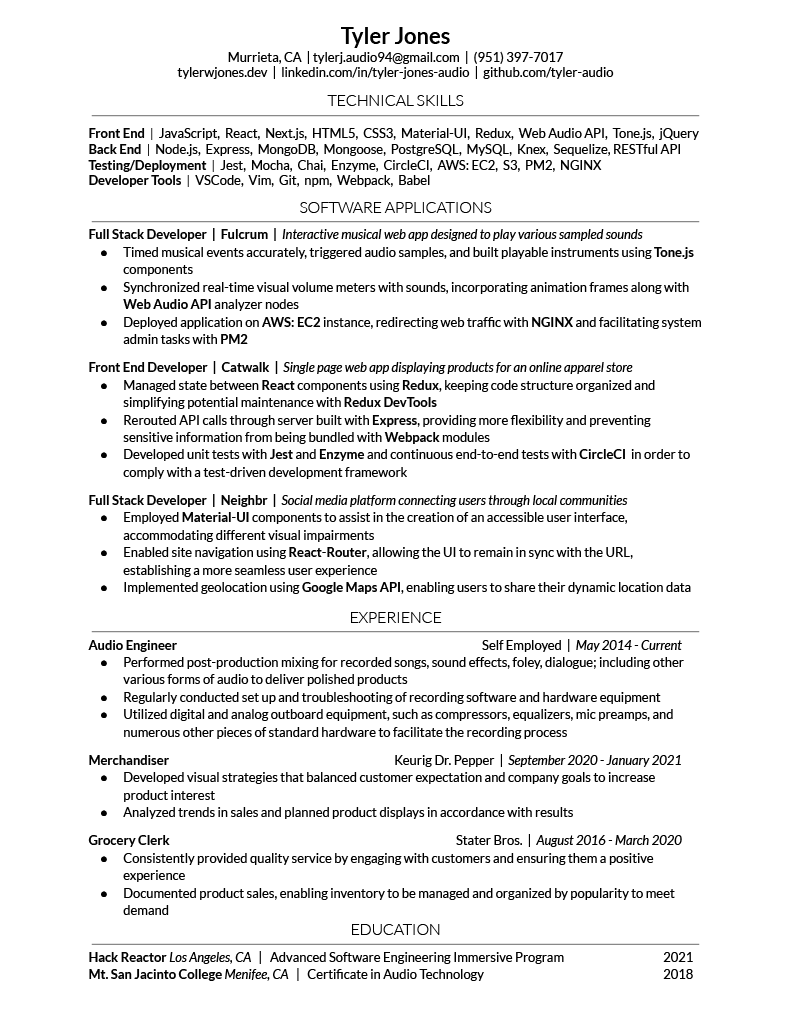 Tyler Jones
Murrieta, CA | tylerj.audio94@gmail.com | (951) 397-7017
tylerwjones.dev | linkedin.com/in/tyler-jones-audio | github.com/tyler-audio
TECHNICAL SKILLS
Front End | JavaScript, React, Next.js, HTML5, CSS3, Material-UI, Redux, Web Audio API, Tone.js, jQuery
Back End | Node.js, Express, MongoDB, Mongoose, PostgreSQL, MySQL, Knex, Sequelize, RESTful API
Testing/Deployment | Jest, Mocha, Chai, Enzyme, CircleCI, AWS: EC2, S3, PM2, NGINX
Developer Tools | VSCode, Vim, Git, npm, Webpack, Babel
SOFTWARE APPLICATIONS
Full Stack Developer | Fulcrum | Interactive musical web app designed to play various sampled sounds
● Timed musical events accurately, triggered audio samples, and built playable instruments using Tone.js
components
● Synchronized real-time visual volume meters with sounds, incorporating animation frames along with
Web Audio API analyzer nodes
● Deployed application on AWS: EC2 instance, redirecting web traffic with NGINX and facilitating system
admin tasks with PM2
Front End Developer | Catwalk | Single page web app displaying products for an online apparel store
● Managed state between React components using Redux, keeping code structure organized and
simplifying potential maintenance with Redux DevTools
● Rerouted API calls through server built with Express, providing more flexibility and preventing
sensitive information from being bundled with Webpack modules
● Developed unit tests with Jest and Enzyme and continuous end-to-end tests with CircleCI in order to
comply with a test-driven development framework
Full Stack Developer | Neighbr | Social media platform connecting users through local communities
● Employed Material-UI components to assist in the creation of an accessible user interface,
accommodating different visual impairments
● Enabled site navigation using React-Router, allowing the UI to remain in sync with the URL,
establishing a more seamless user experience
● Implemented geolocation using Google Maps API, enabling users to share their dynamic location data
EXPERIENCE
Audio Engineer Self Employed | May 2014 - Current
● Performed post-production mixing for recorded songs, sound effects, foley, dialogue; including other
various forms of audio to deliver polished products
● Regularly conducted set up and troubleshooting of recording software and hardware equipment
● Utilized digital and analog outboard equipment, such as compressors, equalizers, mic preamps, and
numerous other pieces of standard hardware to facilitate the recording process
Merchandiser Keurig Dr. Pepper | September 2020 - January 2021
● Developed visual strategies that balanced customer expectation and company goals to increase
product interest
● Analyzed trends in sales and planned product displays in accordance with results
Grocery Clerk Stater Bros. | August 2016 - March 2020
● Consistently provided quality service by engaging with customers and ensuring them a positive
experience
● Documented product sales, enabling inventory to be managed and organized by popularity to meet
demand
EDUCATION
Hack Reactor Los Angeles, CA | Advanced Software Engineering Immersive Program 2021
Mt. San Jacinto College Menifee, CA | Certificate in Audio Technology 2018